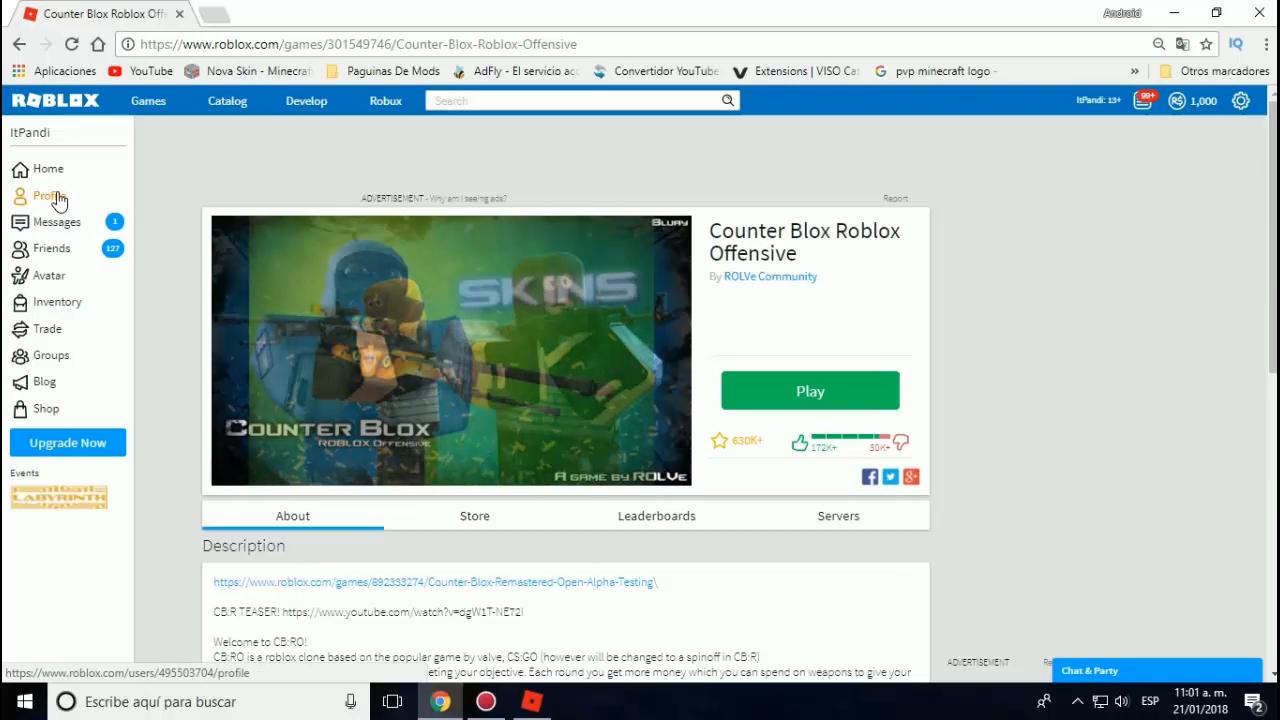 Counter Blox Roblox Off
Android
https://www.roblox.com/games/301549746/Counter-Blox-Roblox-Offensive
Aplicaciones
YouTube
Nova Skin - Minecraf
Paguinas De Mods
AdFly - El servicio ac
Convertidor YouTube
Extensions | VISO Ca
pvp minecraft logo -
»
Otros marcadores
ROBLOX
Games
Catalog
Develop
Robux
Search
ItPandi: 13+
99+
R$ 1,000
ItPandi
Home
Profile
Messages 1
Friends 127
Avatar
Inventory
Trade
Groups
Blog
Shop
Upgrade Now
Events
LABYRINTH
ADVERTISEMENT - Why am I seeing ads?
Report
BLURY
SKINS
COUNTER BLOX
ROBLOX OFFENSIVE
A GAME BY ROLVE
Counter Blox Roblox
Offensive
By ROLVe Community
Play
630K+
172K+
30K+
About
Store
Leaderboards
Servers
Description
https://www.roblox.com/games/892333274/Counter-Blox-Remastered-Open-Alpha-Testing\
CB:R TEASER! https://www.youtube.com/watch?v=dgW1T-NE72I
Welcome to CB:RO!
CB:RO is a roblox clone based on the popular game by valve, CS:GO (however will be changed to a spinoff in CB:R)
eting your objective. Each round you get more money which you can spend on weapons to give your
ADVERTISEMENT
Re
https://www.roblox.com/users/495503704/profile
Chat & Party
Escribe aquí para buscar
ESP
11:01 a. m.
21/01/2018
2